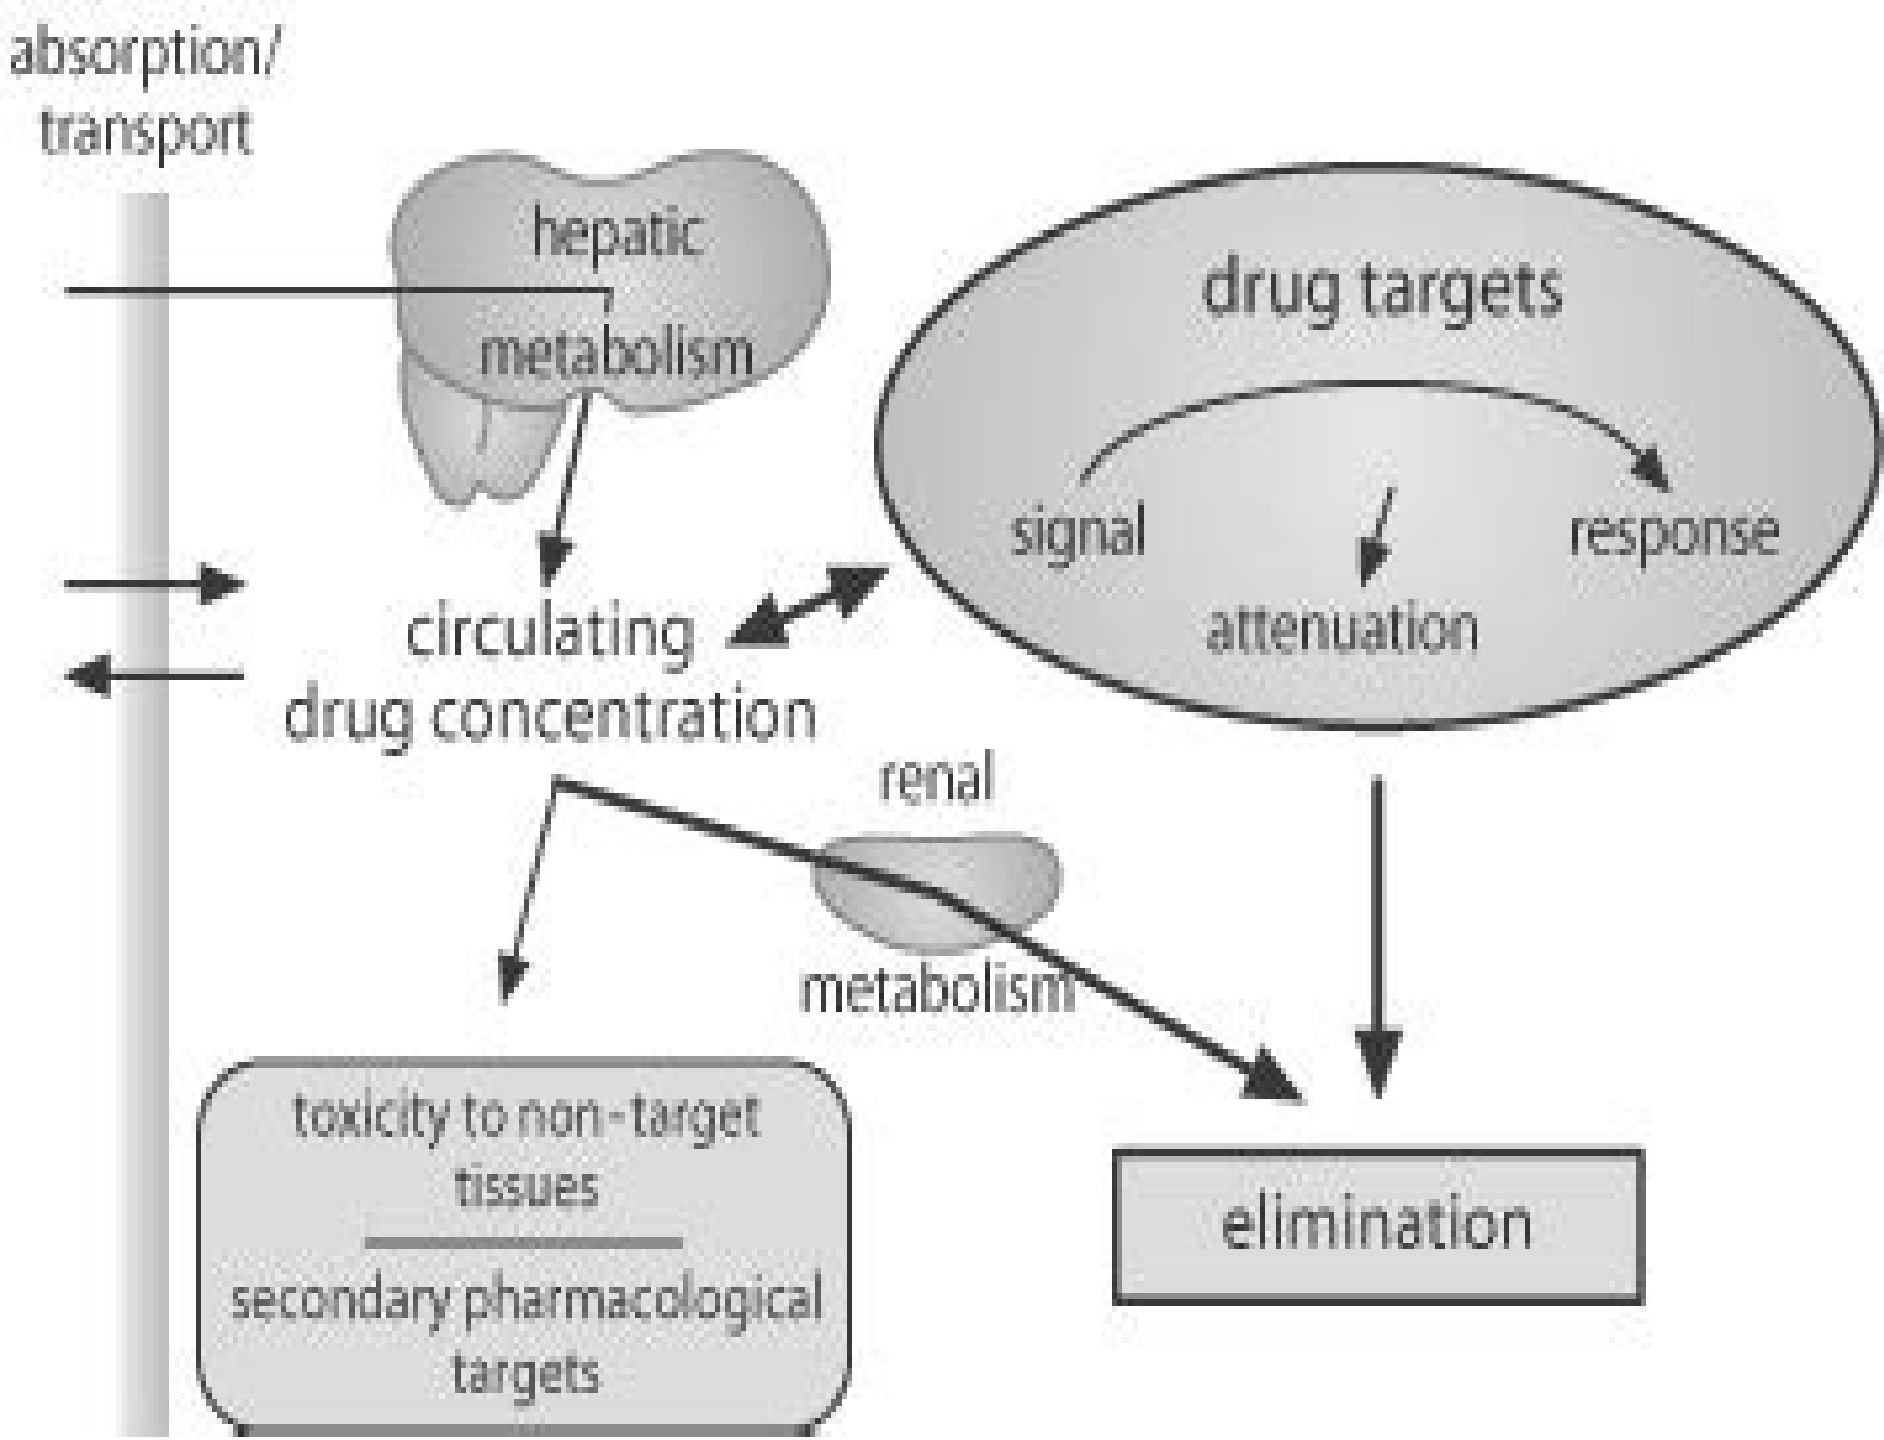 absorption/
transport
hepatic
metabolism
drug targets
signal
response
attenuation
circulating
drug concentration
renal
metabolism
toxicity to non-target
tissues
secondary pharmacological
targets
elimination